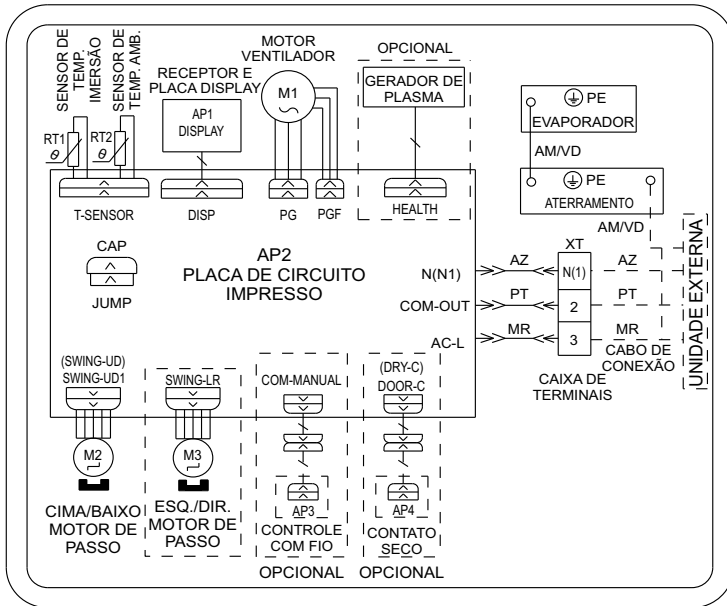 SENSOR DE
TEMP.
IMERSÃO
SENSOR DE
TEMP. AMB.
RT1
θ
RT2
θ
RECEPTOR E
PLACA DISPLAY
AP1
DISPLAY
MOTOR
VENTILADOR
M1
OPCIONAL
GERADOR DE
PLASMA
PE
EVAPORADOR
AM/VD
PE
ATERRAMENTO
AM/VD
T-SENSOR
DISP
PG
PGF
HEALTH
CAP
JUMP
AP2
PLACA DE CIRCUITO
IMPRESSO
N(N1)
AZ
XT
N(1)
AZ
COM-OUT
PT
2
PT
AC-L
MR
3
MR
CAIXA DE
TERMINAIS
CABO DE
CONEXÃO
UNIDADE EXTERNA
(SWING-UD)
SWING-UD1
M2
CIMA/BAIXO
MOTOR DE
PASSO
SWING-LR
M3
ESQ./DIR.
MOTOR DE
PASSO
COM-MANUAL
AP3
CONTROLE
COM FIO
OPCIONAL
(DRY-C)
DOOR-C
AP4
CONTATO
SECO
OPCIONAL